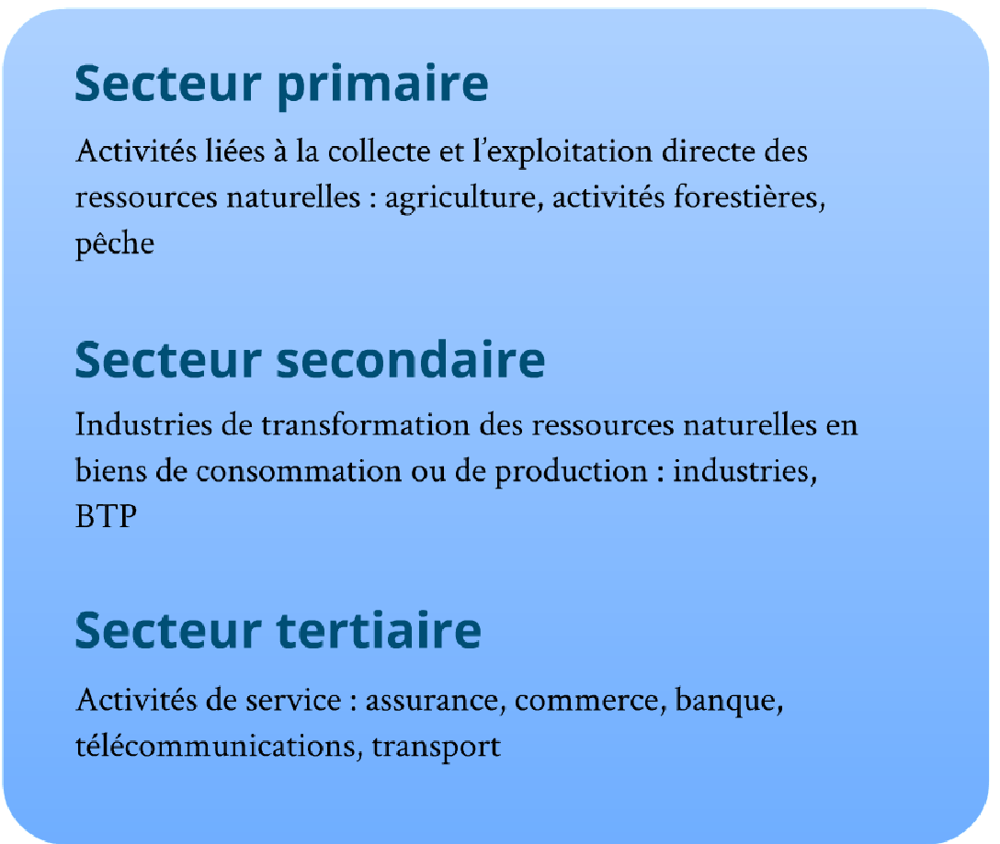 Secteur primaire
Activités liées à la collecte et l’exploitation directe des
ressources naturelles : agriculture, activités forestières,
pêche
Secteur secondaire
Industries de transformation des ressources naturelles en
biens de consommation ou de production : industries,
BTP
Secteur tertiaire
Activités de service : assurance, commerce, banque,
télécommunications, transport